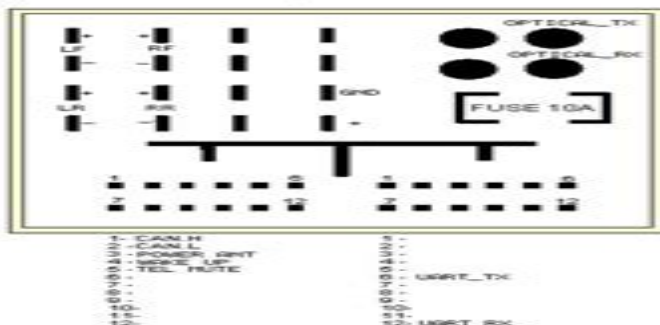 OPTICAL_TX
LF + + RF
- - OPTICAL_RX
+ + GND
LR RR FUSE 10A
- - +
1 6 1 6
7 12 7 12
1- CAN.H 1-
2- CAN.L 2-
3- POWER ANT 3-
4- WAKE UP 4-
5- TEL MUTE 5-
6- 6- UART_TX
7- 7-
8- 8-
9- 9-
10- 10-
11- 11-
12- 12- UART_RX